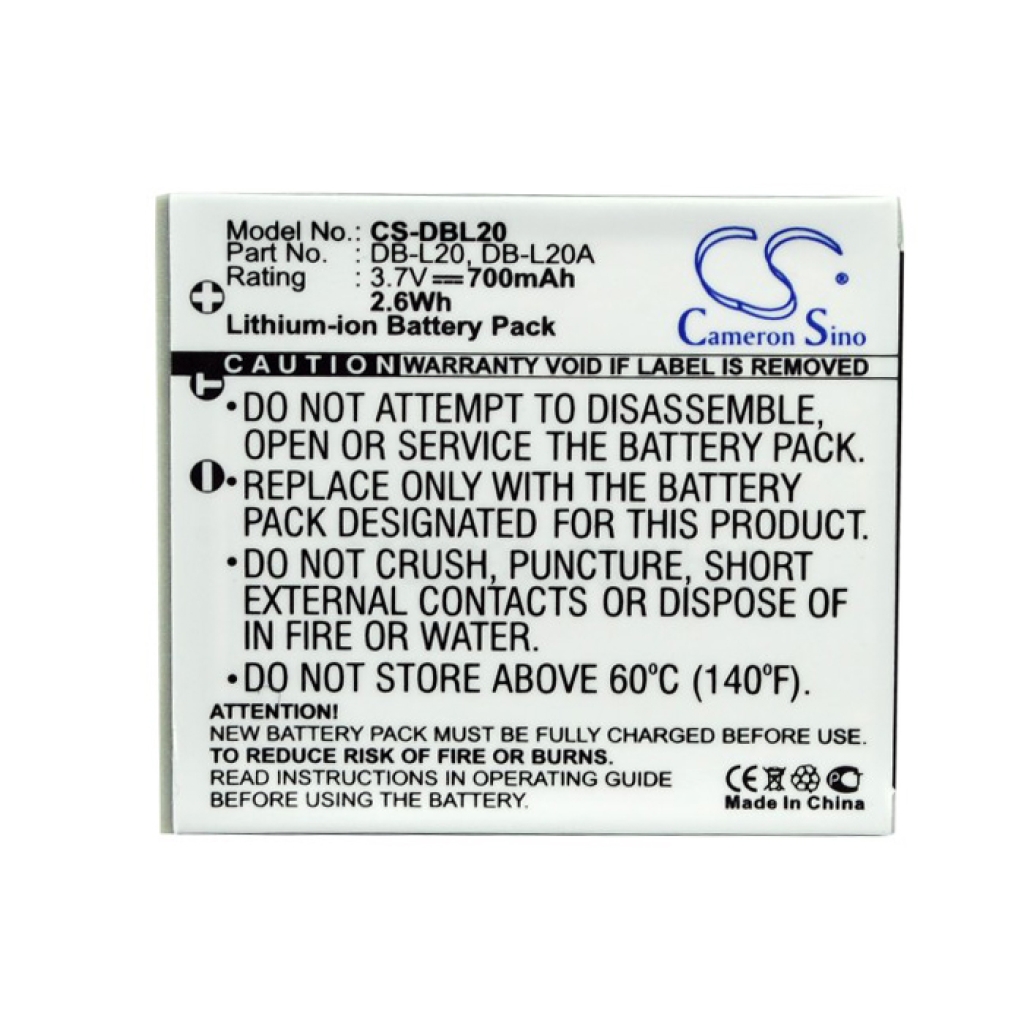 Model No.: CS-DBL20
Part No. : DB-L20, DB-L20A
Rating : 3.7V 700mAh
2.6Wh
Lithium-ion Battery Pack
CS ®
Cameron Sino
CAUTION WARRANTY VOID IF LABEL IS REMOVED
+
T
−
•DO NOT ATTEMPT TO DISASSEMBLE,
OPEN OR SERVICE THE BATTERY PACK.
•REPLACE ONLY WITH THE BATTERY
PACK DESIGNATED FOR THIS PRODUCT.
•DO NOT CRUSH, PUNCTURE, SHORT
EXTERNAL CONTACTS OR DISPOSE OF
IN FIRE OR WATER.
•DO NOT STORE ABOVE 60ºC (140ºF).
ATTENTION!
NEW BATTERY PACK MUST BE FULLY CHARGED BEFORE USE.
TO REDUCE RISK OF FIRE OR BURNS.
READ INSTRUCTIONS IN OPERATING GUIDE
BEFORE USING THE BATTERY.
CE
Made In China